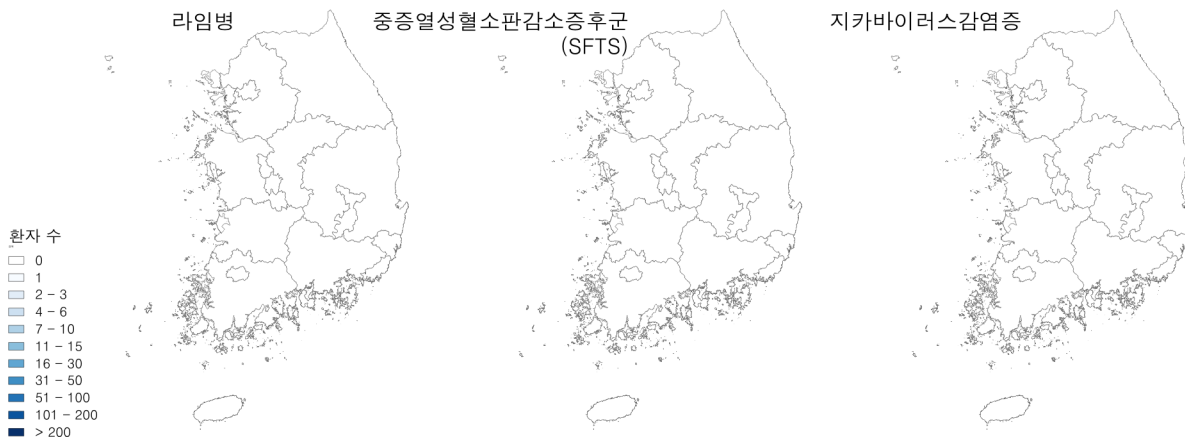 라임병
중증열성혈소판감소증후군
(SFTS)
지카바이러스감염증
환자 수
0
1
2 - 3
4 - 6
7 - 10
11 - 15
16 - 30
31 - 50
51 - 100
101 - 200
> 200